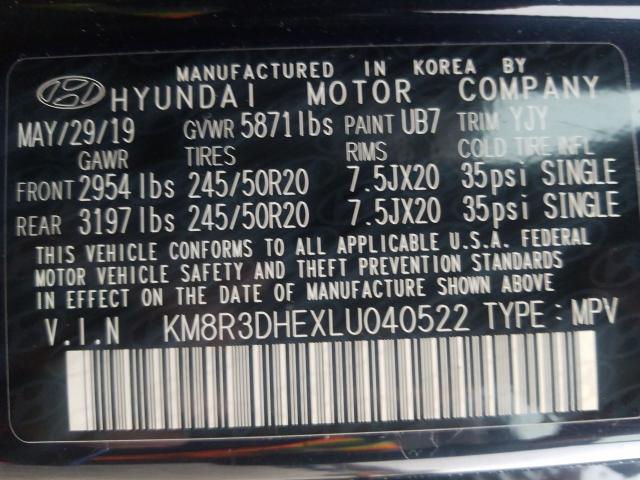 MANUFACTURED IN KOREA BY
HYUNDAI MOTOR COMPANY
MAY/29/19 GVWR 5871lbs PAINT UB7 TRIM YJY
GAWR TIRES RIMS COLD TIRE INFL
FRONT 2954 lbs 245/50R20 7.5JX20 35psi SINGLE
REAR 3197 lbs 245/50R20 7.5JX20 35psi SINGLE
THIS VEHICLE CONFORMS TO ALL APPLICABLE U.S.A. FEDERAL
MOTOR VEHICLE SAFETY AND THEFT PREVENTION STANDARDS
IN EFFECT ON THE DATE OF MANUFACTURE SHOWN ABOVE
V.I.N KM8R3DHEXLU040522 TYPE : MPV